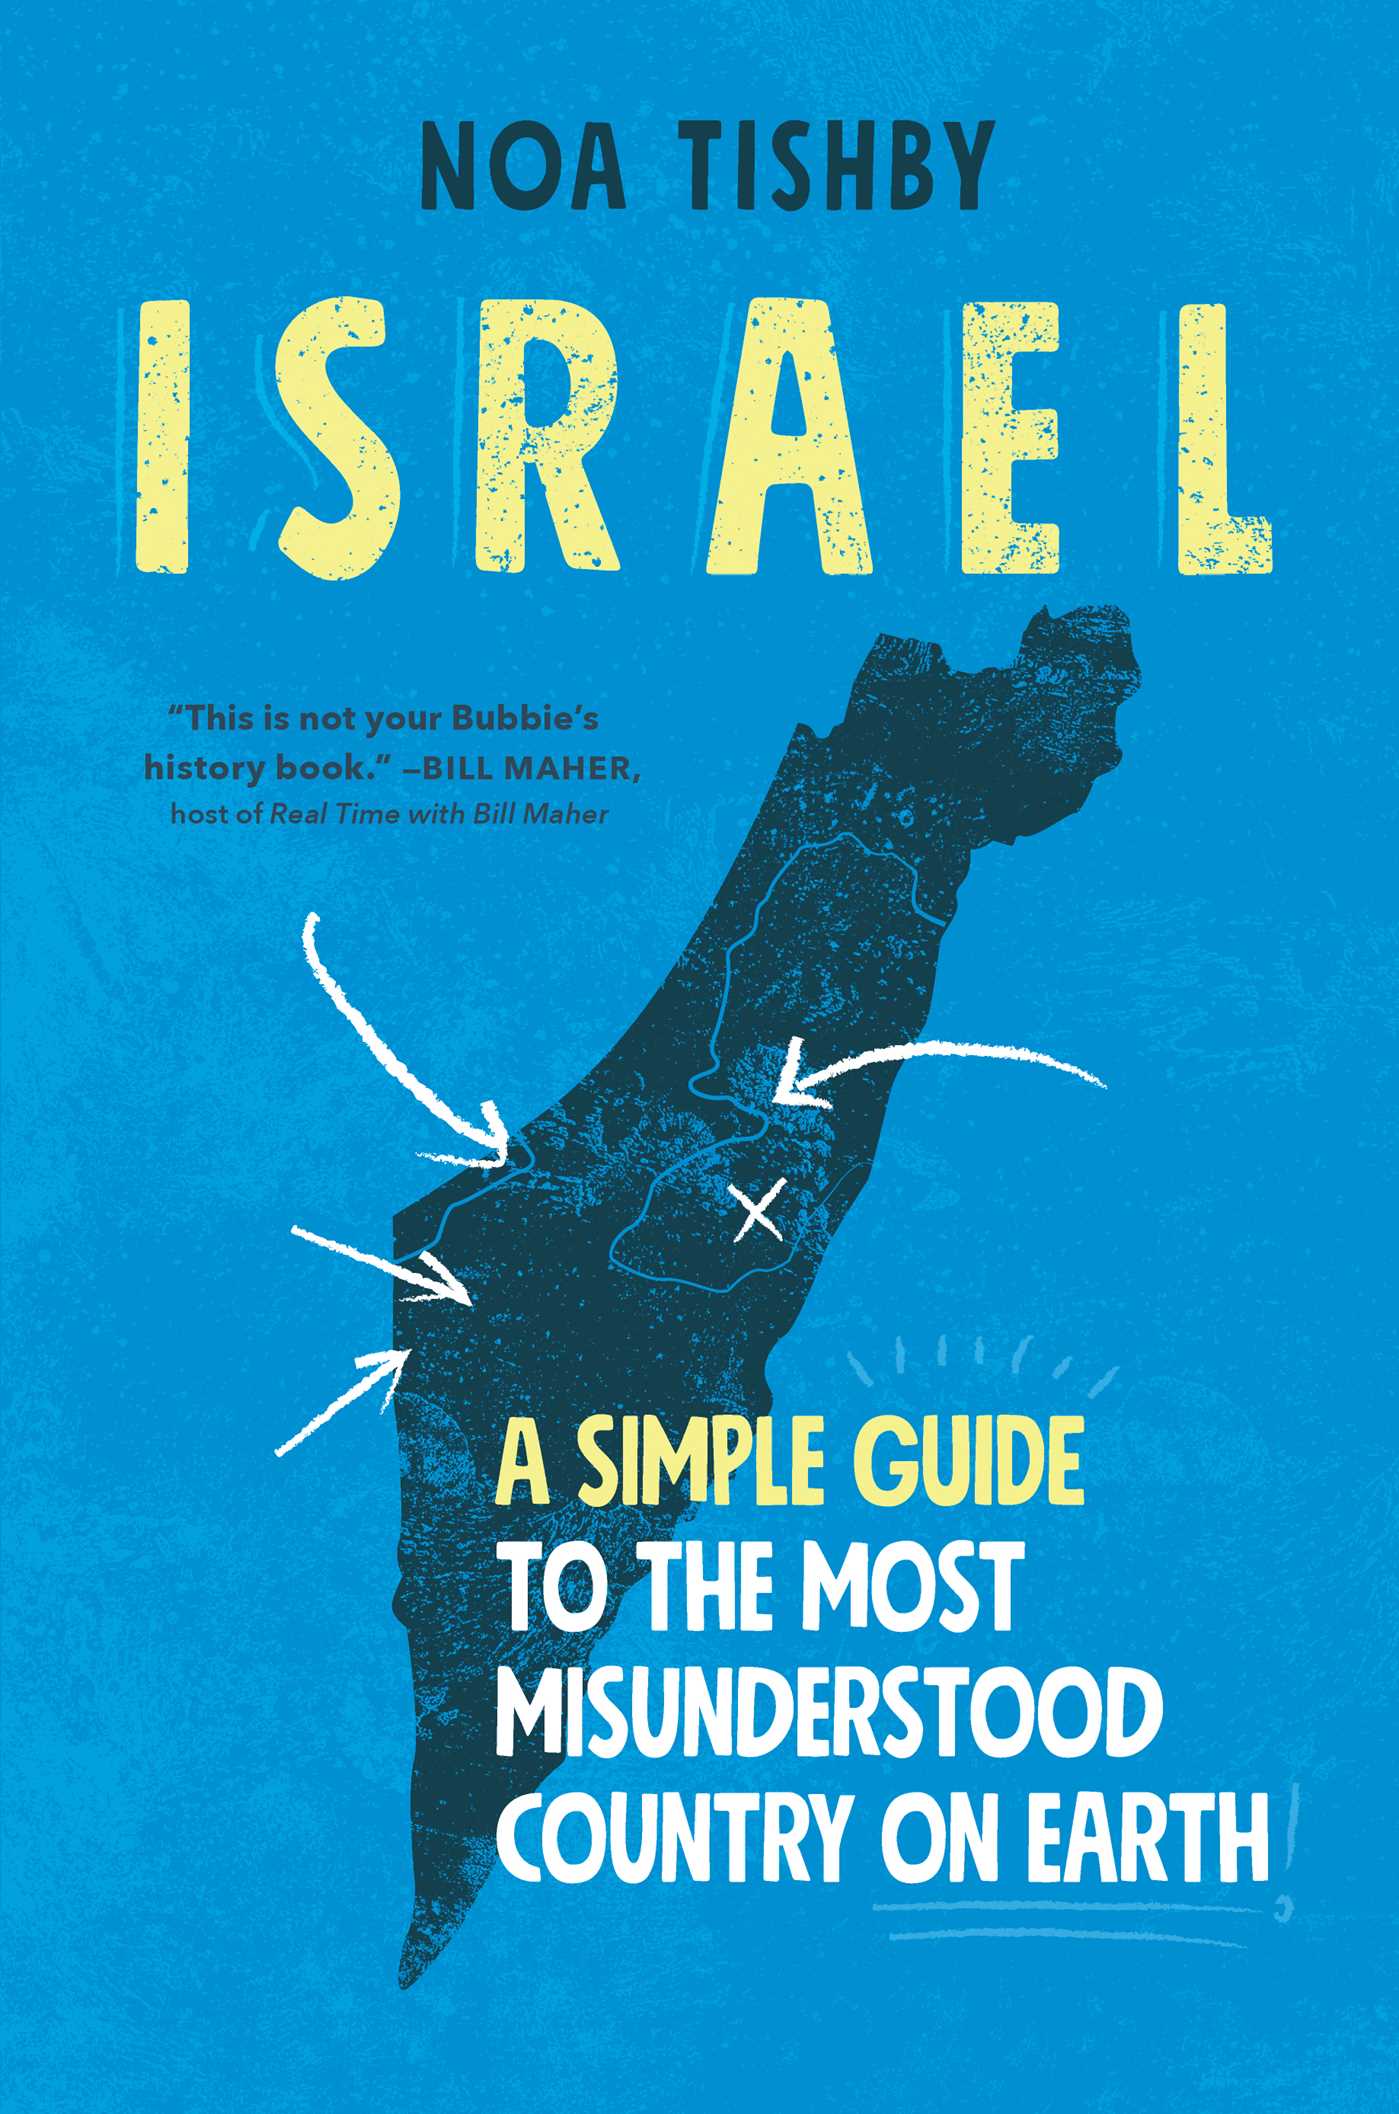 NOA TISHBY
ISRAEL
“This is not your Bubbie’s
history book.” –BILL MAHER,
host of Real Time with Bill Maher
A SIMPLE GUIDE
TO THE MOST
MISUNDERSTOOD
COUNTRY ON EARTH!